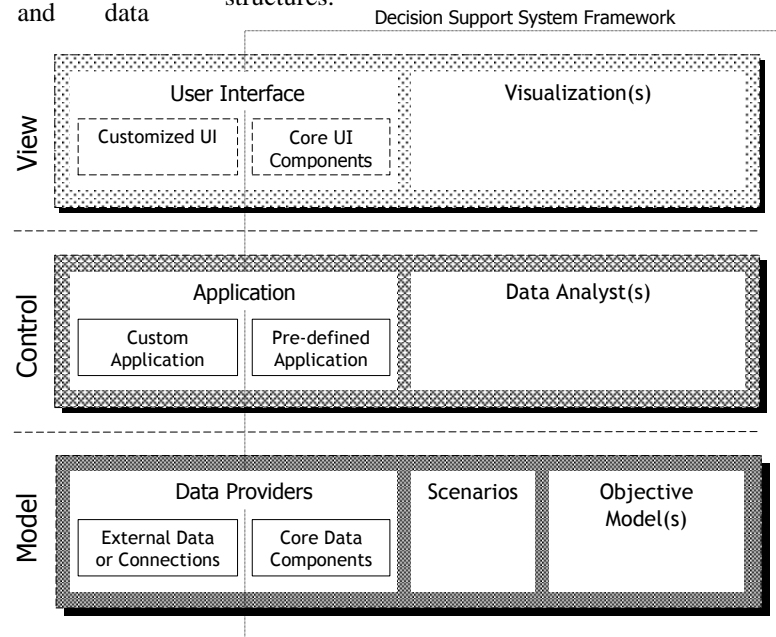 and data structures.
Decision Support System Framework
View
User Interface
Customized UI
Core UI
Components
Visualization(s)
Control
Application
Custom
Application
Pre-defined
Application
Data Analyst(s)
Model
Data Providers
External Data
or Connections
Core Data
Components
Scenarios
Objective
Model(s)